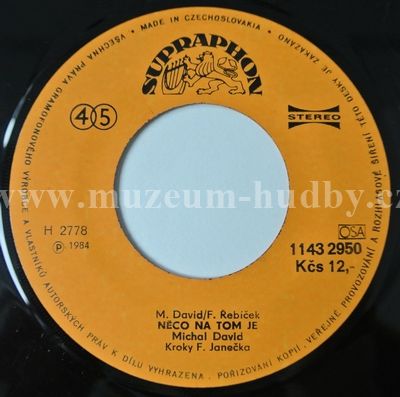 VŠECHNA PRÁVA GRAMOFONOVÉHO VÝROBCE A VLASTNÍKŮ AUTORSKÝCH PRAV K DÍLU VYHRAZENA. POŘIZOVÁNÍ KOPIÍ, VEŘEJNÉ PROVOZOVÁNÍ A ROZHLASOVÉ ŠÍŘENÍ TÉTO DESKY JE ZAKÁZÁNO
• MADE IN CZECHOSLOVAKIA •
SUPRAPHON
45
STEREO
www.muzeum-hudby.cz
H 2778
OSA
℗ 1984
1143 2950
Kčs 12,-
M. David/F. Řebíček
NĚCO NA TOM JE
Michal David
Kroky F. Janečka